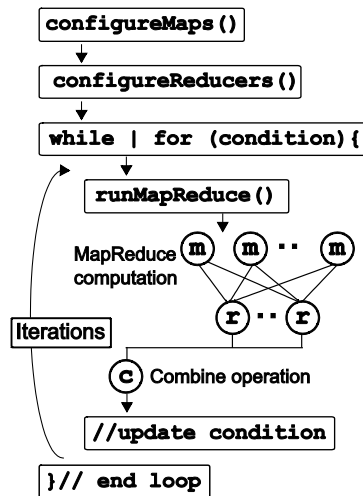 configureMaps()
configureReducers()
while | for (condition){
runMapReduce()
m m ·· m
MapReduce
computation
r ·· r
Iterations
c Combine operation
//update condition
}// end loop